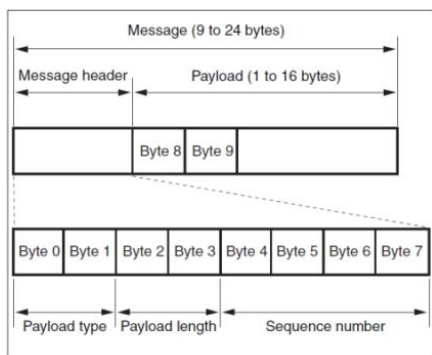 Message (9 to 24 bytes)
Message header Payload (1 to 16 bytes)
Byte 8 Byte 9
Byte 0 Byte 1 Byte 2 Byte 3 Byte 4 Byte 5 Byte 6 Byte 7
Payload type Payload length Sequence number